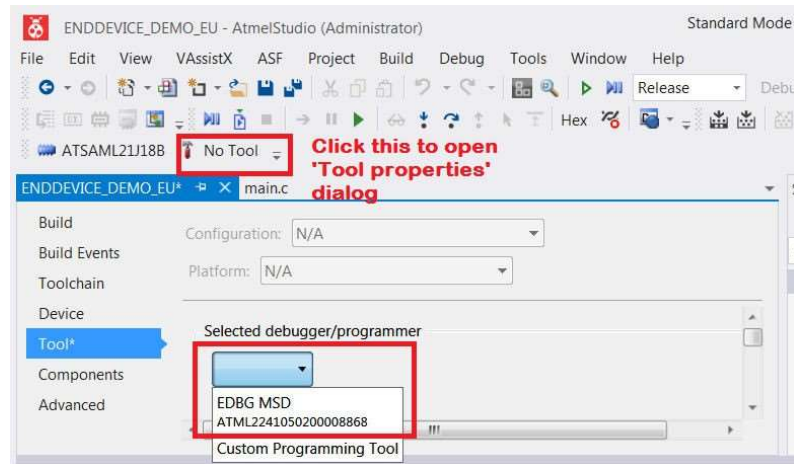 ENDDEVICE_DEMO_EU - AtmelStudio (Administrator)
Standard Mode
File Edit View VAssistX ASF Project Build Debug Tools Window Help
Release Debu
Hex
ATSAML21J18B No Tool
Click this to open
'Tool properties'
dialog
ENDDEVICE_DEMO_EU* main.c
Build
Configuration: N/A
Build Events
Platform: N/A
Toolchain
Device
Selected debugger/programmer
Tool*
Components
Advanced
EDBG MSD
ATML2241050200008868
Custom Programming Tool